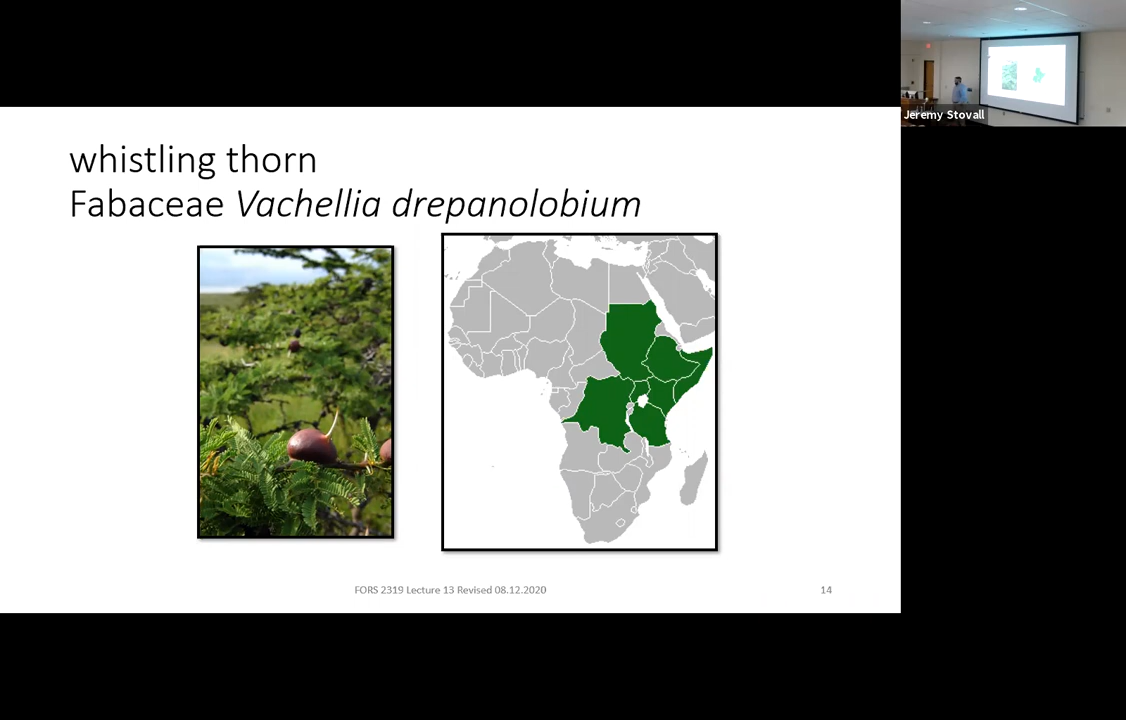 whistling thorn
Fabaceae Vachellia drepanolobium
FORS 2319 Lecture 13 Revised 08.12.2020
14
Jeremy Stovall